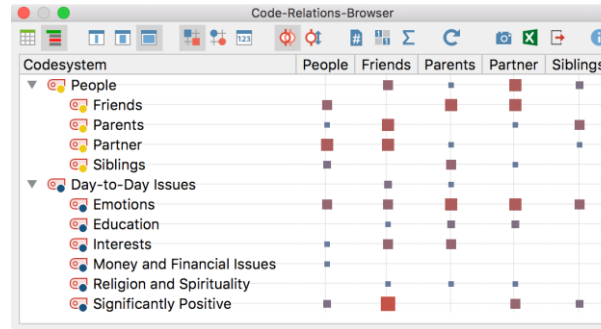 Code-Relations-Browser
123
Codesystem People Friends Parents Partner Siblings
People
Friends
Parents
Partner
Siblings
Day-to-Day Issues
Emotions
Education
Interests
Money and Financial Issues
Religion and Spirituality
Significantly Positive